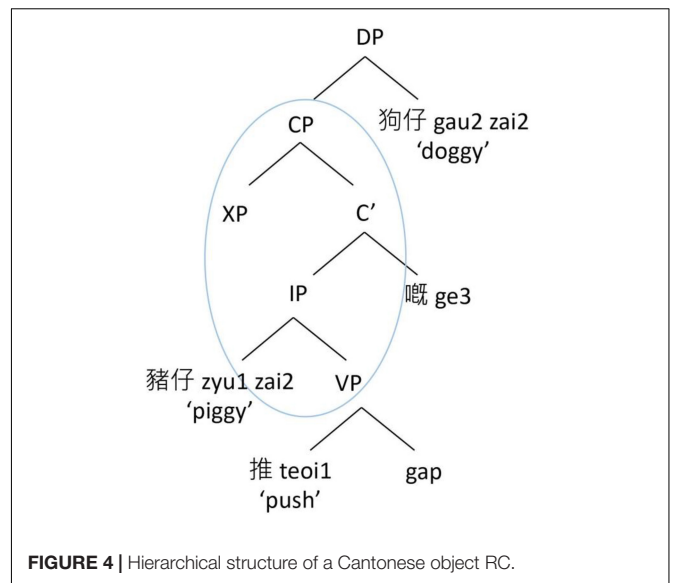 DP
CP
狗仔 gau2 zai2
‘doggy’
XP
C’
IP
嘅 ge3
豬仔 zyu1 zai2
‘piggy’
VP
推 teoi1
‘push’
gap
FIGURE 4 | Hierarchical structure of a Cantonese object RC.